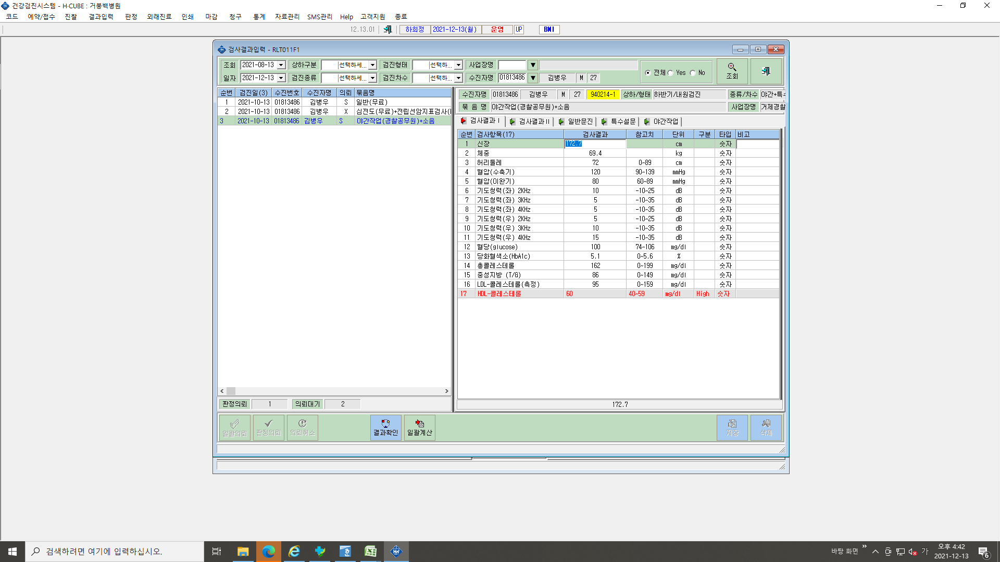 건강검진시스템 - H-CUBE : 거붕백병원
코드 예약/접수 진찰 결과입력 판정 외래진료 인쇄 마감 청구 통계 자료관리 SMS관리 Help 고객지원 종료
12.13.01 하희정 2021-12-13(월) 운영 UP BMI
검사결과입력 - RLT011F1
조회 2021-08-13 상하구분 선택하세... 검진형태 선택하... 사업장명
일자 2021-12-13 검진종류 선택하세... 검진차수 선택하... 수진자명 01813486 김병우 M 27
전체 Yes No 조회
순번 검진일(3) 수진번호 수진자명 의뢰 묶음명
1 2021-10-13 01813486 김병우 S 일반(무료)
2 2021-10-13 01813486 김병우 X 심전도(무료)+전립선암지표검사(
3 2021-10-13 01813486 김병우 S 야간작업(경찰공무원)+소음
판정의뢰 1 의뢰대기 2
수진자명 01813486 김병우 M 27 940214-1 상하/형태 하반기/내원검진 종류/차수 야간+특수
묶 음 명 야간작업(경찰공무원)+소음 사업장명 거제경찰
검사결과 I 검사결과 II 일반문진 특수설문 야간작업
순번 검사항목(17) 검사결과 참고치 단위 구분 타입 비고
1 신장 172.7 cm 숫자
2 체중 69.4 kg 숫자
3 허리둘레 72 0~89 cm 숫자
4 혈압(수축기) 120 90~139 mmHg 숫자
5 혈압(이완기) 80 60~89 mmHg 숫자
6 기도청력(좌) 2KHz 10 -10~25 dB 숫자
7 기도청력(좌) 3KHz 5 -10~35 dB 숫자
8 기도청력(좌) 4KHz 5 -10~35 dB 숫자
9 기도청력(우) 2KHz 5 -10~25 dB 숫자
10 기도청력(우) 3KHz 10 -10~35 dB 숫자
11 기도청력(우) 4KHz 15 -10~35 dB 숫자
12 혈당(glucose) 100 74~106 mg/dl 숫자
13 당화혈색소(HbA1c) 5.1 0~5.6 % 숫자
14 총콜레스테롤 162 0~199 mg/dl 숫자
15 중성지방 (T/G) 86 0~149 mg/dl 숫자
16 LDL-콜레스테롤(측정) 95 0~159 mg/dl 숫자
17 HDL-콜레스테롤 60 40~59 mg/dl High 숫자
172.7
일괄의뢰 판정의뢰 의뢰취소 결과확인 일괄계산 저장 삭제
검색하려면 여기에 입력하십시오.
바탕 화면 가 오후 4:42
2021-12-13 6